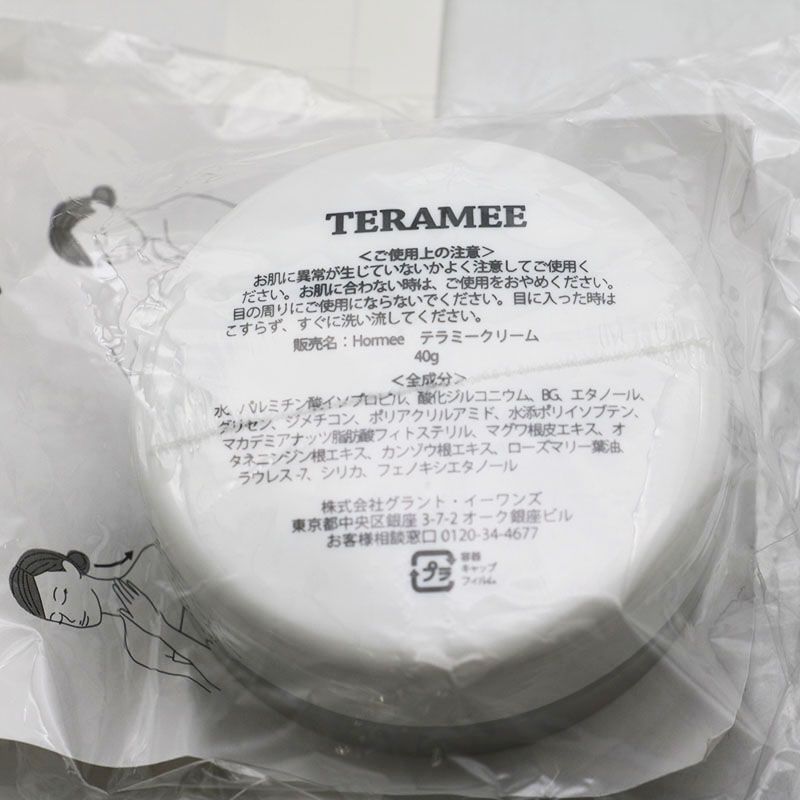 TERAMEE
<ご使用上の注意>
お肌に異常が生じていないかよく注意してご使用く
ださい。お肌に合わない時は、ご使用をおやめください。
目の周りにご使用にならないでください。目に入った時は
こすらず、すぐに洗い流してください。
販売名：Hormee テラミークリーム
40g
<全成分>
水、パルミチン酸イソプロピル、酸化ジルコニウム、BG、エタノール、
グリセン、ジメチコン、ポリアクリルアミド、水添ポリイソブテン、
マカデミアナッツ脂肪酸フィトステリル、マグワ根皮エキス、オ
タネニンジン根エキス、カンゾウ根エキス、ローズマリー葉油、
ラウレス-7、シリカ、フェノキシエタノール
株式会社グラント・イーワンズ
東京都中央区銀座 3-7-2 オーク銀座ビル
お客様相談窓口 0120-34-4677
プラ
容器
キャップ
フィルム